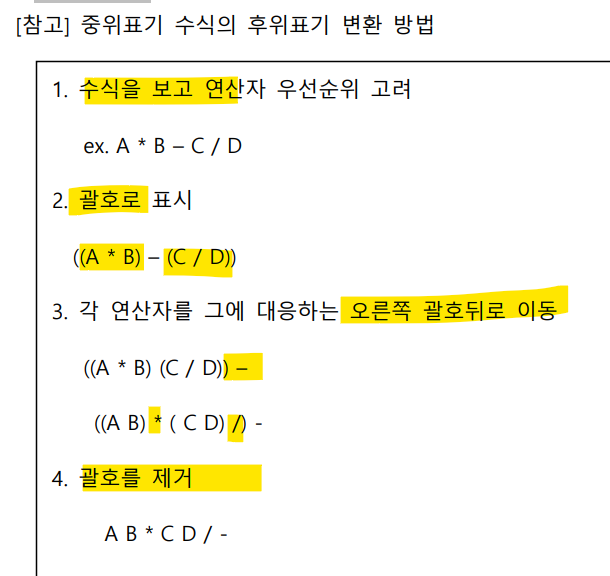 [참고] 중위표기 수식의 후위표기 변환 방법
1. 수식을 보고 연산자 우선순위 고려
ex. A * B – C / D
2. 괄호로 표시
((A * B) – (C / D))
3. 각 연산자를 그에 대응하는 오른쪽 괄호뒤로 이동
((A * B) (C / D)) –
((A B) * ( C D) /) -
4. 괄호를 제거
A B * C D / -